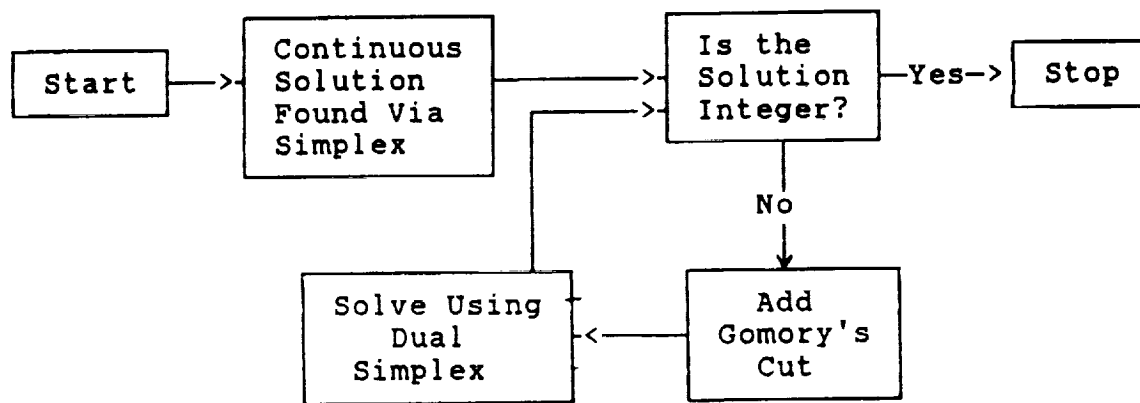 Start
Continuous
Solution
Found Via
Simplex
Is the
Solution
Integer?
Yes
Stop
No
Add
Gomory's
Cut
Solve Using
Dual
Simplex